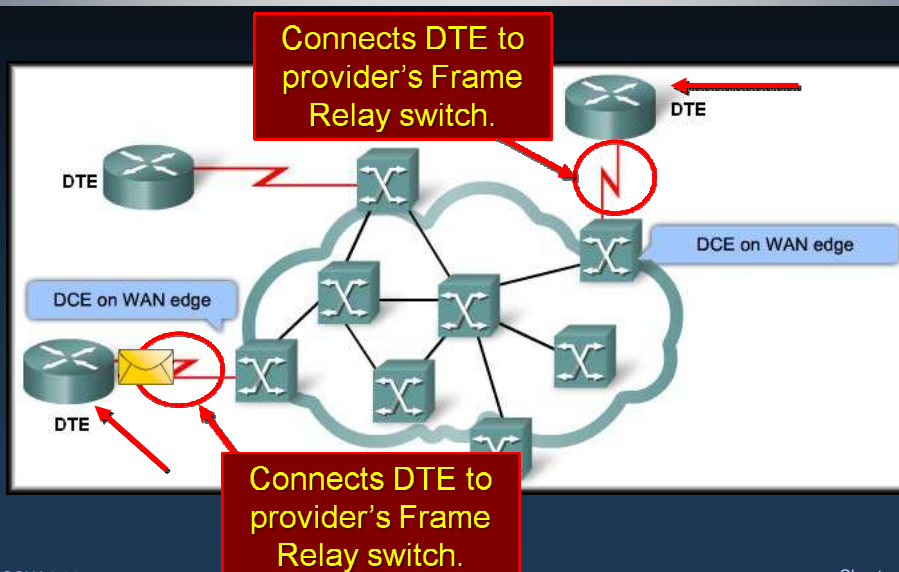 Connects DTE to
provider's Frame
Relay switch.
DTE
DTE
DCE on WAN edge
DCE on WAN edge
DTE
Connects DTE to
provider's Frame
Relay switch.